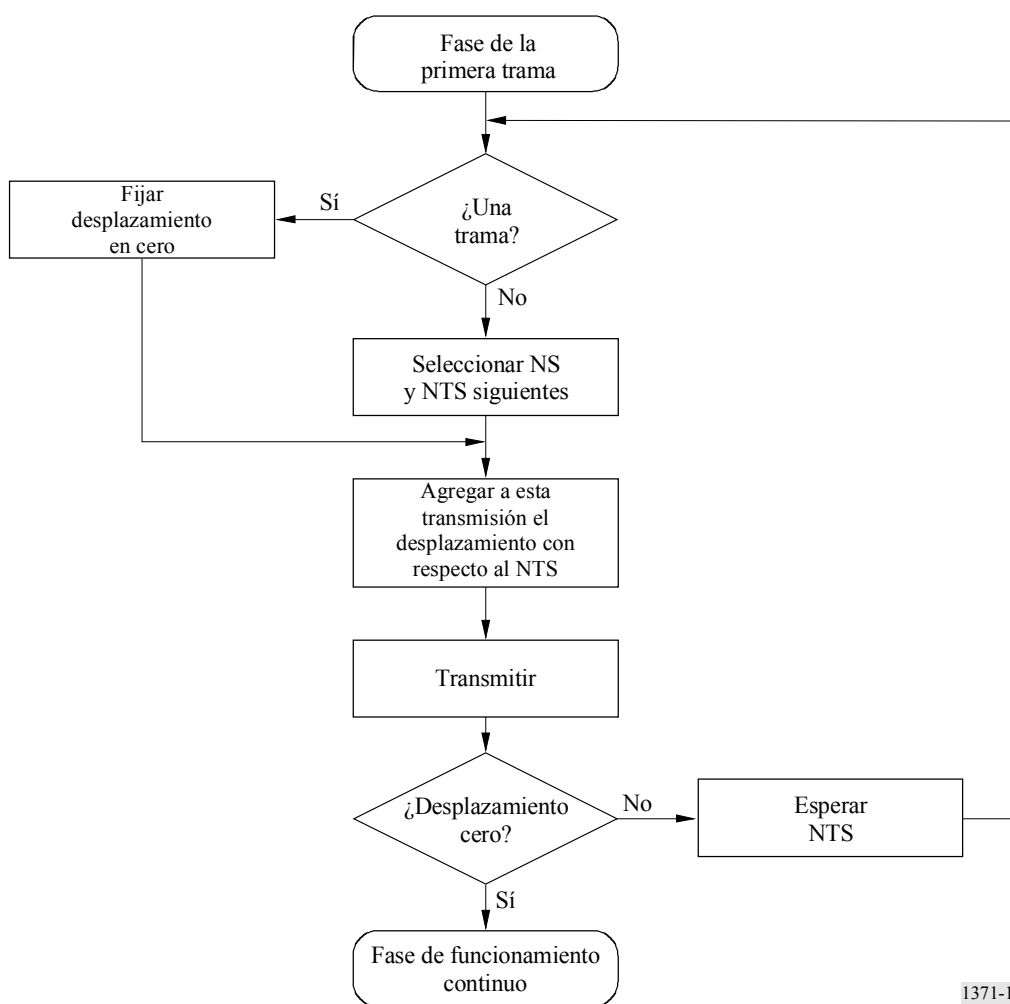 Fase de la
primera trama
¿Una
trama?
Sí
Fijar
desplazamiento
en cero
No
Seleccionar NS
y NTS siguientes
Agregar a esta
transmisión el
desplazamiento con
respecto al NTS
Transmitir
¿Desplazamiento
cero?
No
Esperar
NTS
Sí
Fase de funcionamiento
continuo
1371-1